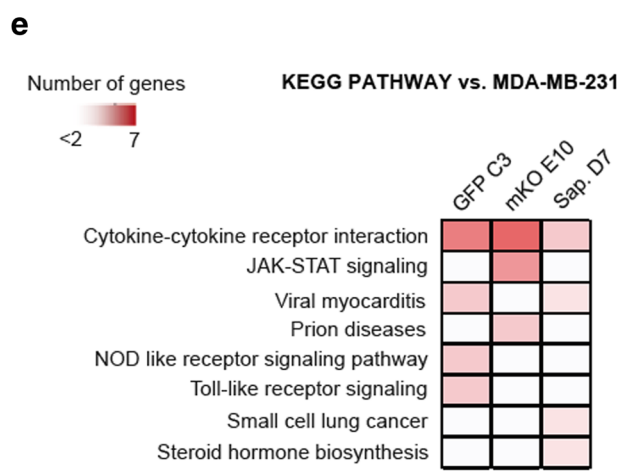 e
Number of genes
<2 7
KEGG PATHWAY vs. MDA-MB-231
GFP C3
mKO E10
Sap. D7
Cytokine-cytokine receptor interaction
JAK-STAT signaling
Viral myocarditis
Prion diseases
NOD like receptor signaling pathway
Toll-like receptor signaling
Small cell lung cancer
Steroid hormone biosynthesis